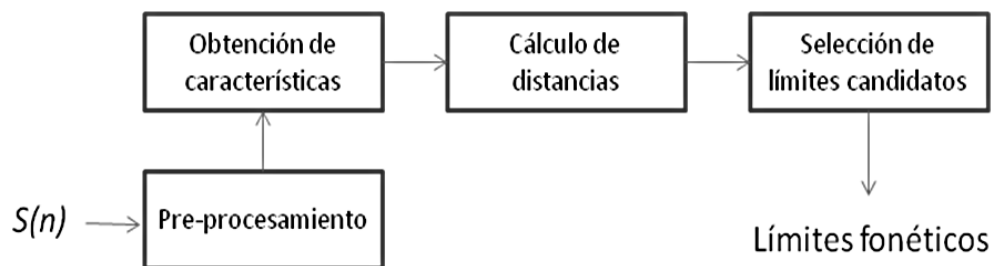 Obtención de
características
Cálculo de
distancias
Selección de
límites candidatos
S(n)
Pre-procesamiento
Límites fonéticos